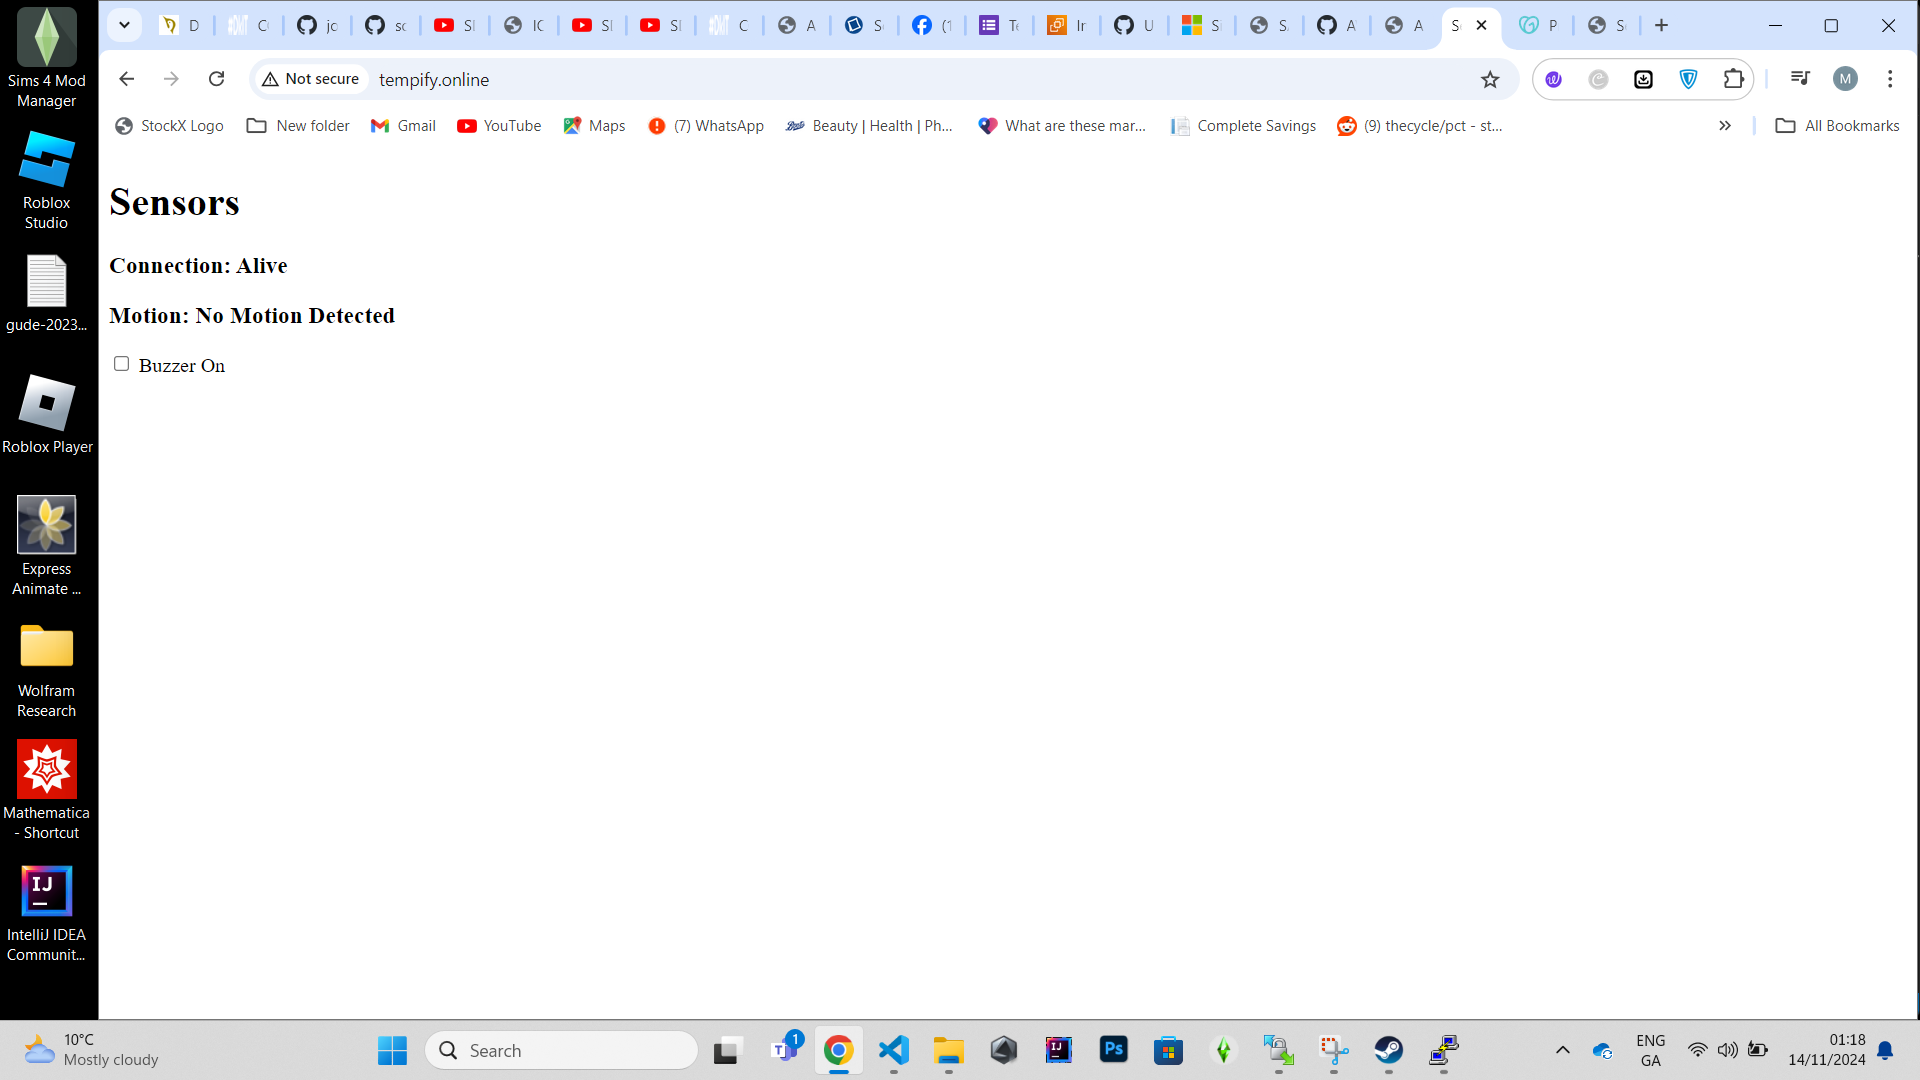 Sims 4 Mod
Manager
Roblox
Studio
gude-2023...
Roblox Player
Express
Animate ...
Wolfram
Research
Mathematica
- Shortcut
IntelliJ IDEA
Communit...
D
jo
sc
IC
A
(1
Te
Ir
U
A
A
P
Not secure
tempify.online
M
StockX Logo
New folder
Gmail
YouTube
Maps
(7) WhatsApp
Beauty | Health | Ph...
What are these mar...
Complete Savings
(9) thecycle/pct - st...
All Bookmarks
Sensors
Connection: Alive
Motion: No Motion Detected
Buzzer On
10°C
Mostly cloudy
Search
1
ENG
GA
01:18
14/11/2024